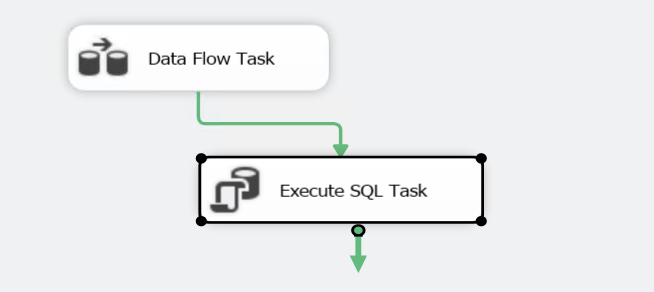 Data Flow Task
Execute SQL Task